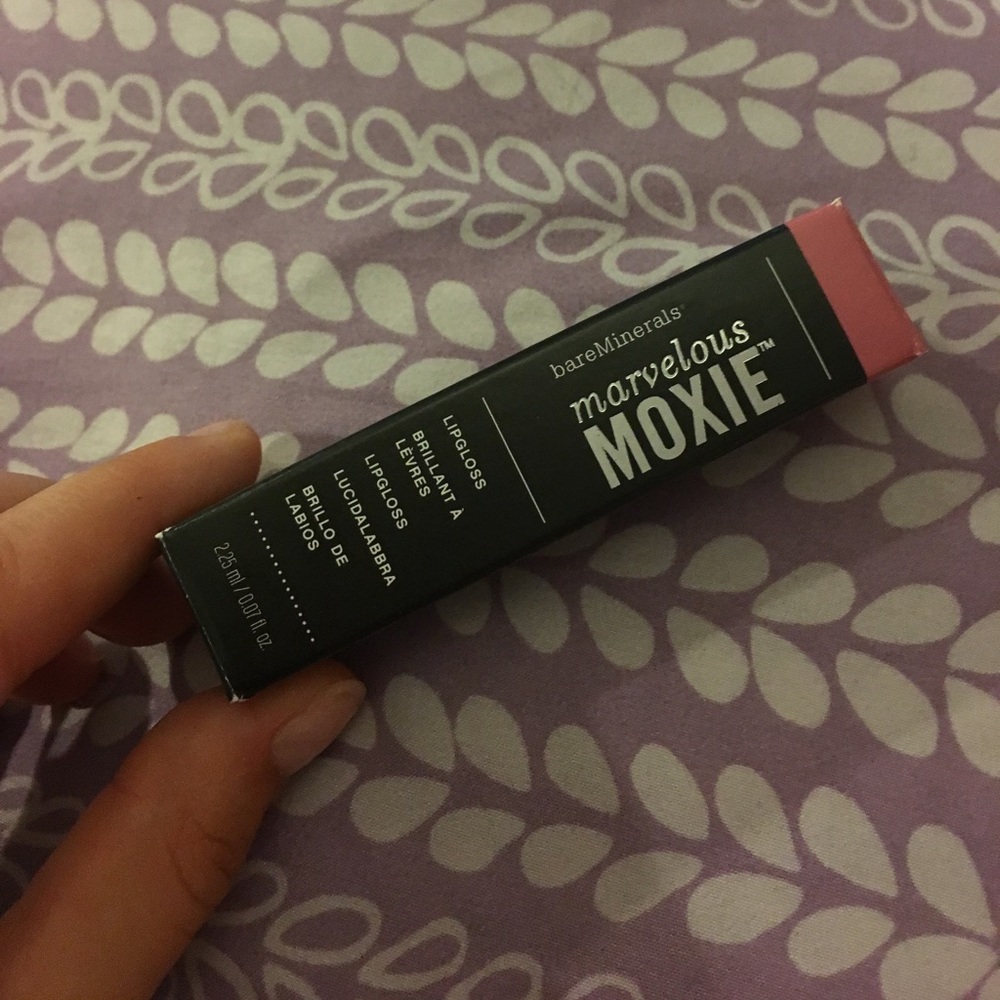 bareMinerals®
marvelous
MOXIE™
LIPGLOSS
BRILLANT À
LÈVRES
LIPGLOSS
LUCIDALABBRA
BRILLO DE
LABIOS
2.25 ml / 0.07 fl. oz.